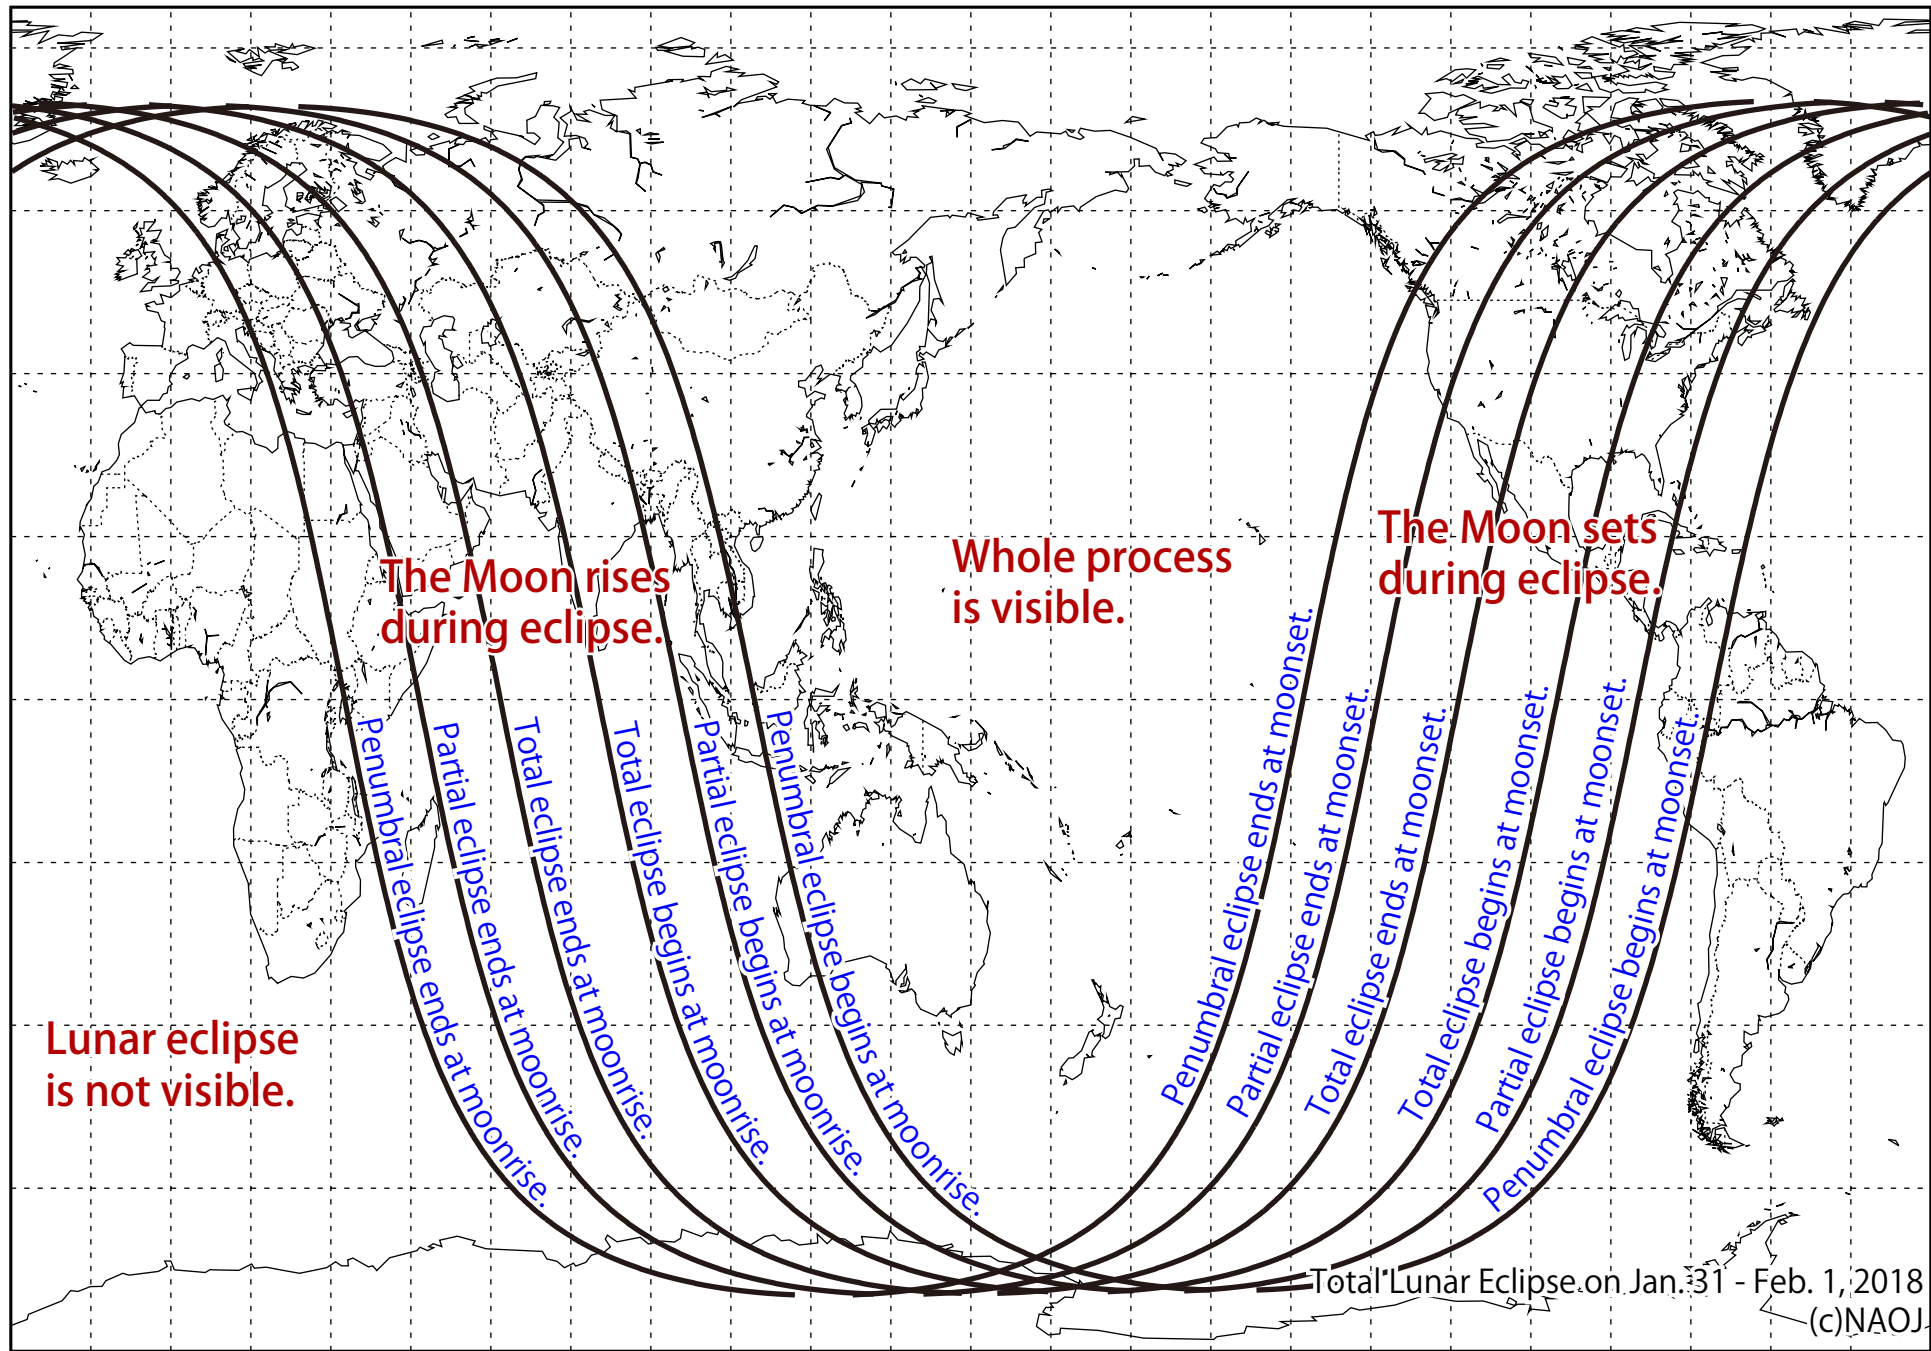 The Moon sets
during eclipse.
Whole process
is visible.
The Moon rises
during eclipse.
Lunar eclipse
is not visible.
Penumbral eclipse ends at moonrise.
Partial eclipse ends at moonrise.
Total eclipse ends at moonrise.
Total eclipse begins at moonrise.
Partial eclipse begins at moonrise.
Penumbral eclipse begins at moonrise.
Penumbral eclipse ends at moonset.
Partial eclipse ends at moonset.
Total eclipse ends at moonset.
Total eclipse begins at moonset.
Partial eclipse begins at moonset.
Penumbral eclipse begins at moonset.
Total Lunar Eclipse on Jan. 31 - Feb. 1, 2018
(c)NAOJ